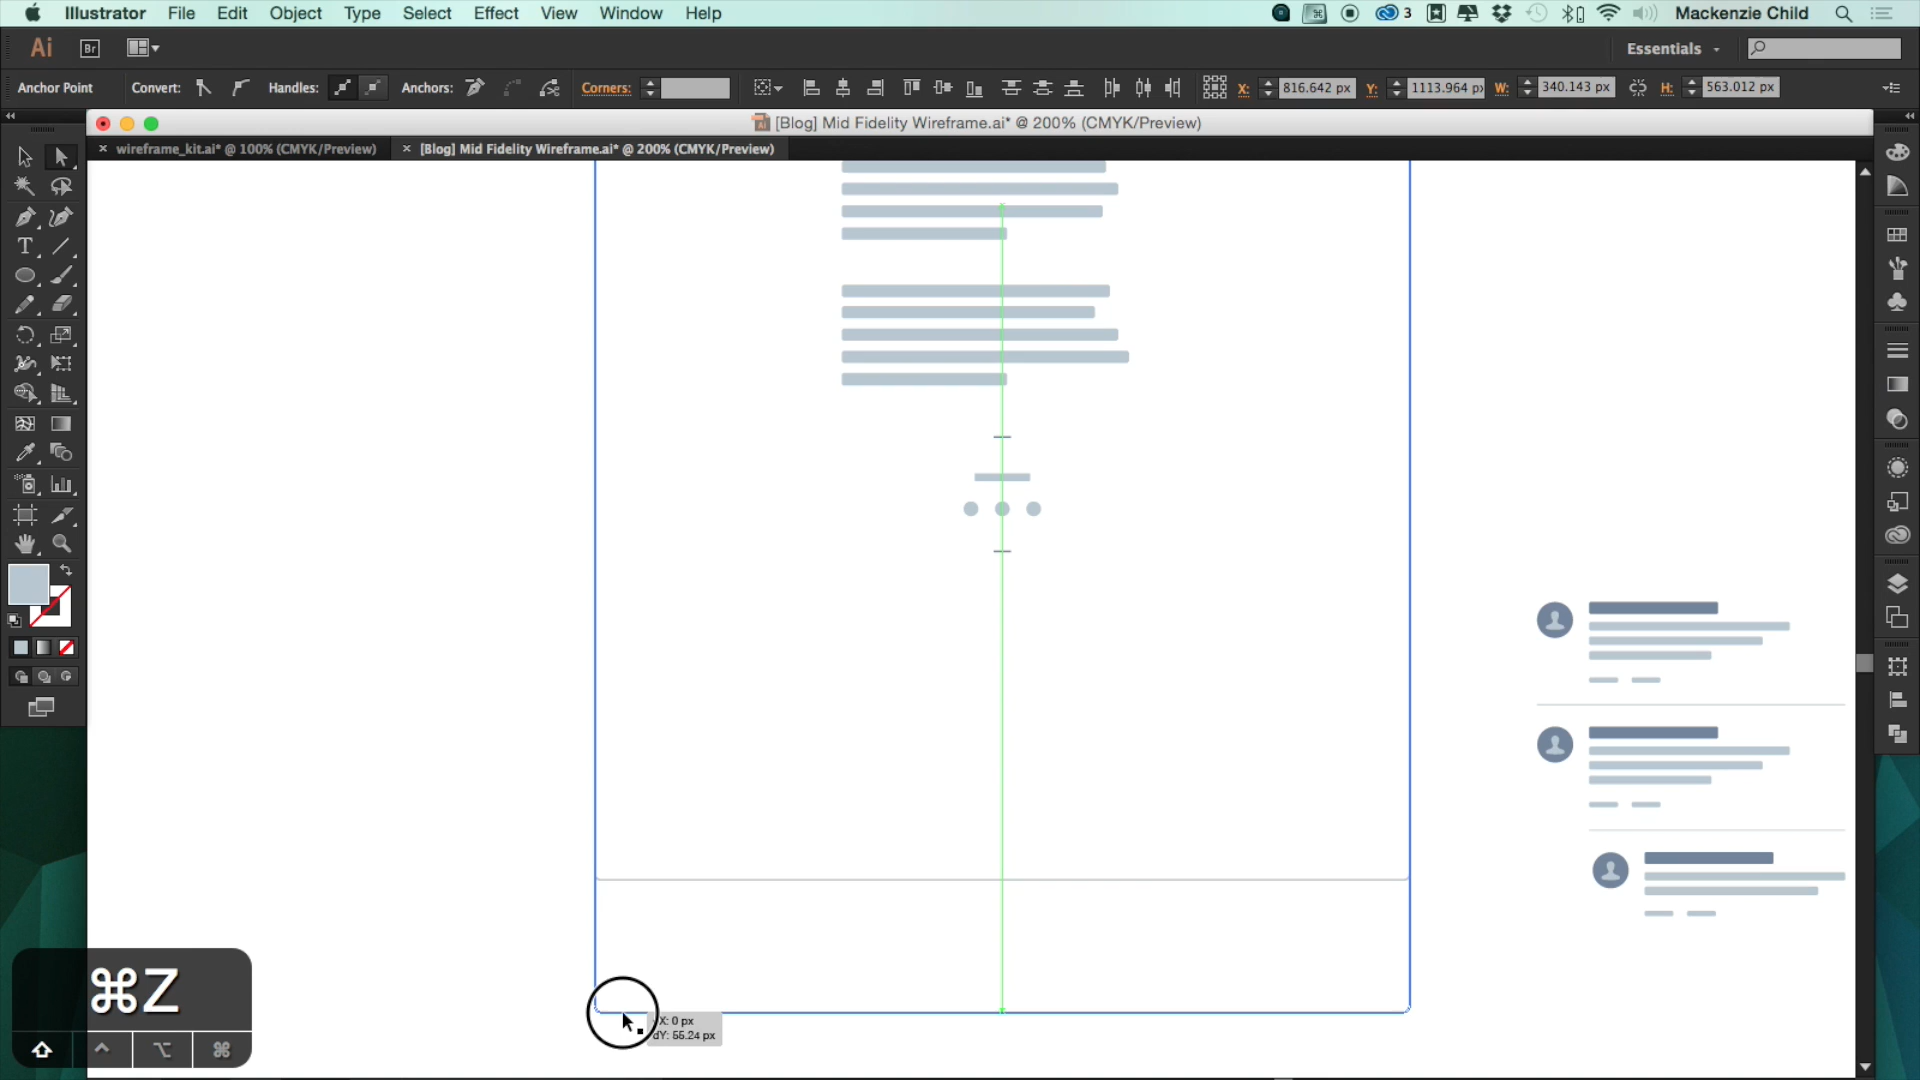 Illustrator File Edit Object Type Select Effect View Window Help 3 Mackenzie Child
Ai Br Essentials
Anchor Point Convert: Handles: Anchors: Corners: X: 816.642 px Y: 1113.964 px W: 340.143 px H: 563.012 px
[Blog] Mid Fidelity Wireframe.ai* @ 200% (CMYK/Preview)
× wireframe_kit.ai* @ 100% (CMYK/Preview) × [Blog] Mid Fidelity Wireframe.ai* @ 200% (CMYK/Preview)
⌘Z
X: 0 px
dY: 55.24 px